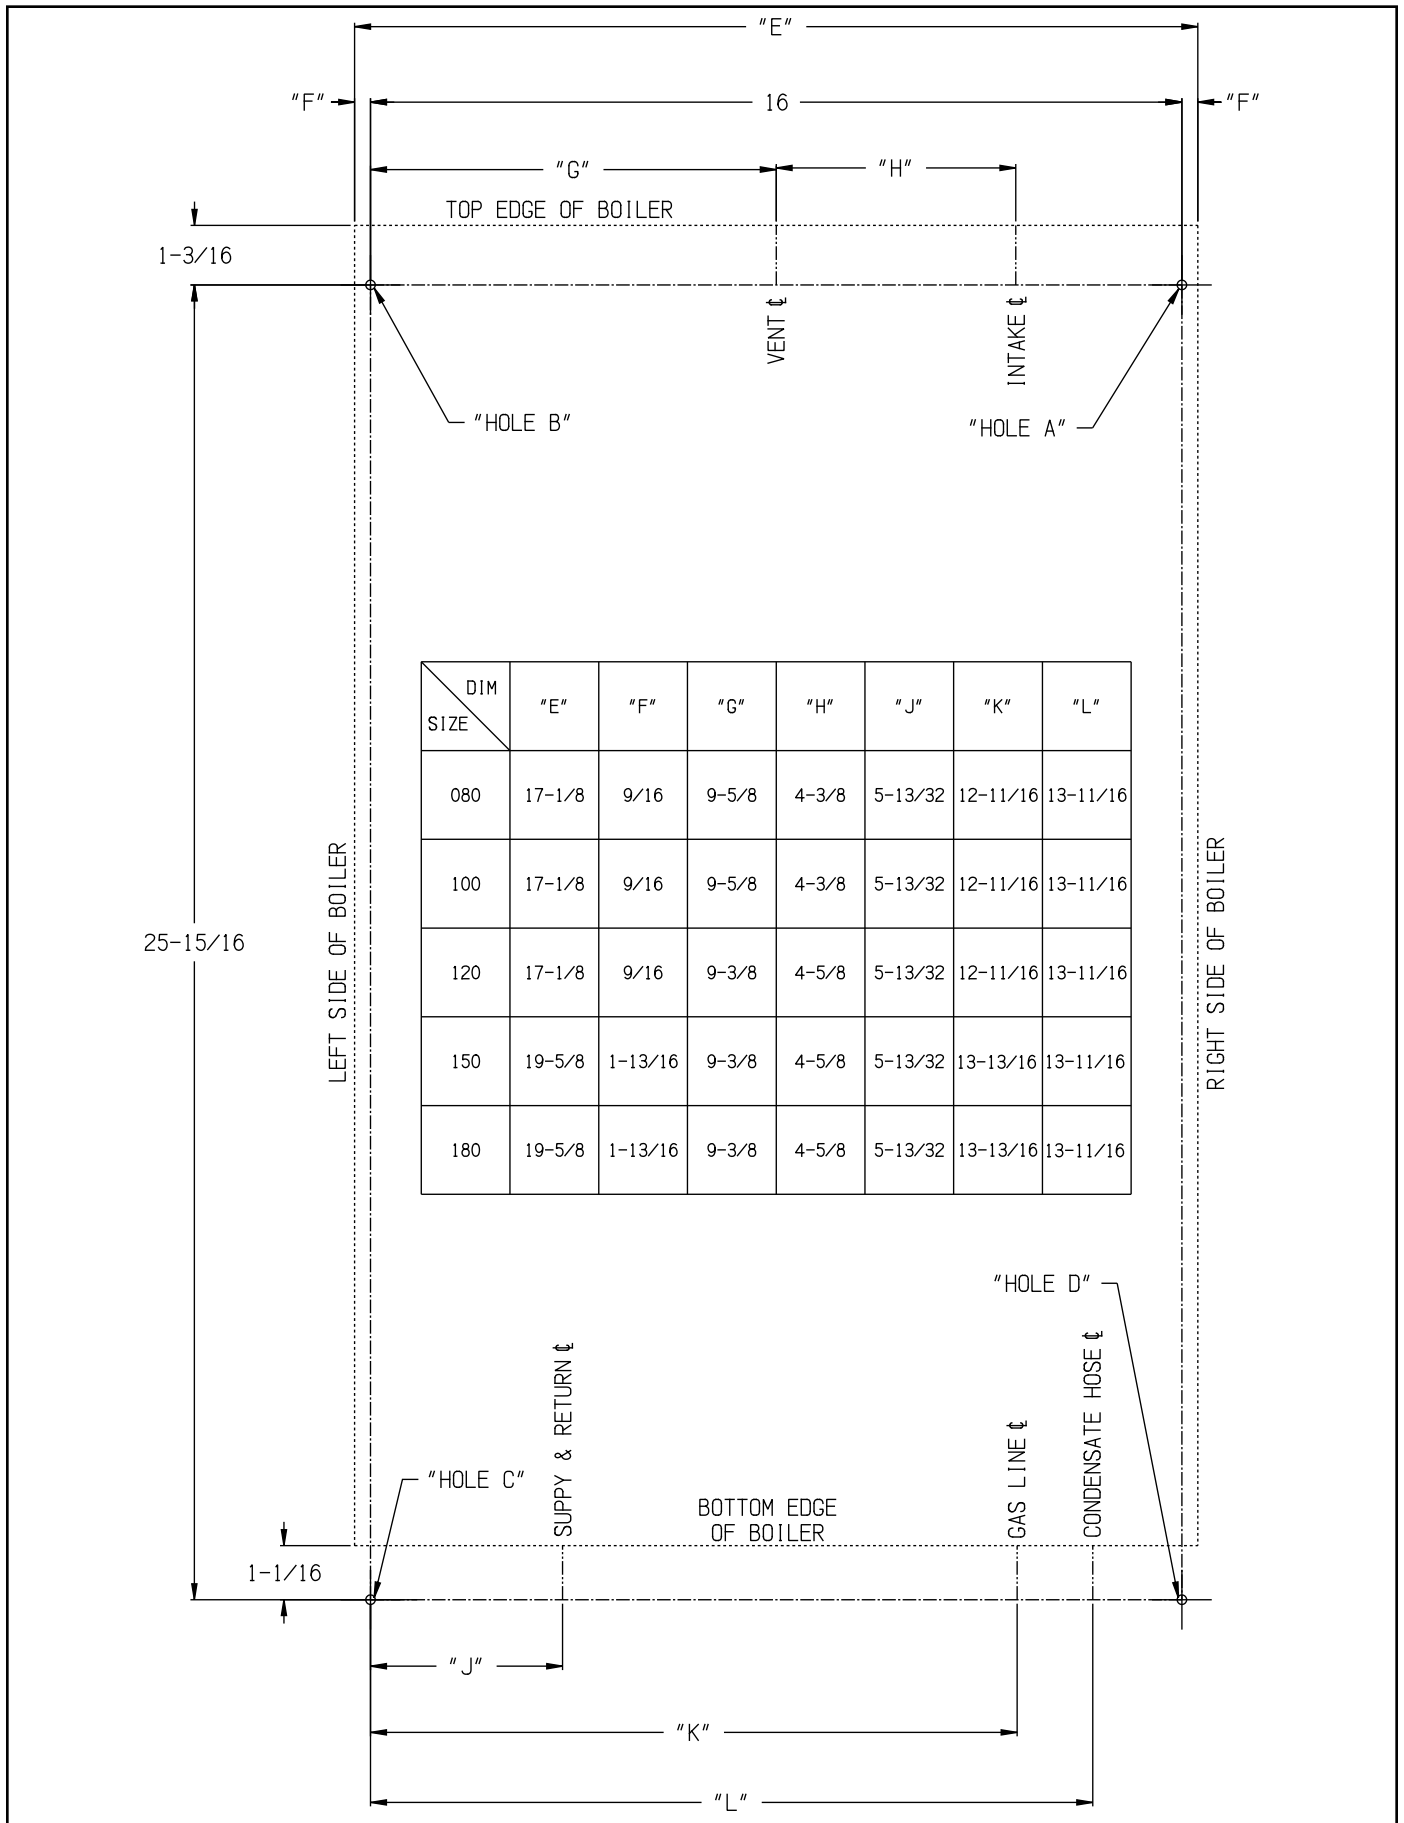 "E"
"F" 16 "F"
"G" "H"
TOP EDGE OF BOILER
1-3/16
VENT ℄
INTAKE ℄
"HOLE B"
"HOLE A"
DIM
SIZE
"E" "F" "G" "H" "J" "K" "L"
080 17-1/8 9/16 9-5/8 4-3/8 5-13/32 12-11/16 13-11/16
100 17-1/8 9/16 9-5/8 4-3/8 5-13/32 12-11/16 13-11/16
120 17-1/8 9/16 9-3/8 4-5/8 5-13/32 12-11/16 13-11/16
150 19-5/8 1-13/16 9-3/8 4-5/8 5-13/32 13-13/16 13-11/16
180 19-5/8 1-13/16 9-3/8 4-5/8 5-13/32 13-13/16 13-11/16
25-15/16
LEFT SIDE OF BOILER
RIGHT SIDE OF BOILER
"HOLE D"
SUPPY & RETURN ℄
GAS LINE ℄
CONDENSATE HOSE ℄
"HOLE C"
BOTTOM EDGE
OF BOILER
1-1/16
"J"
"K"
"L"